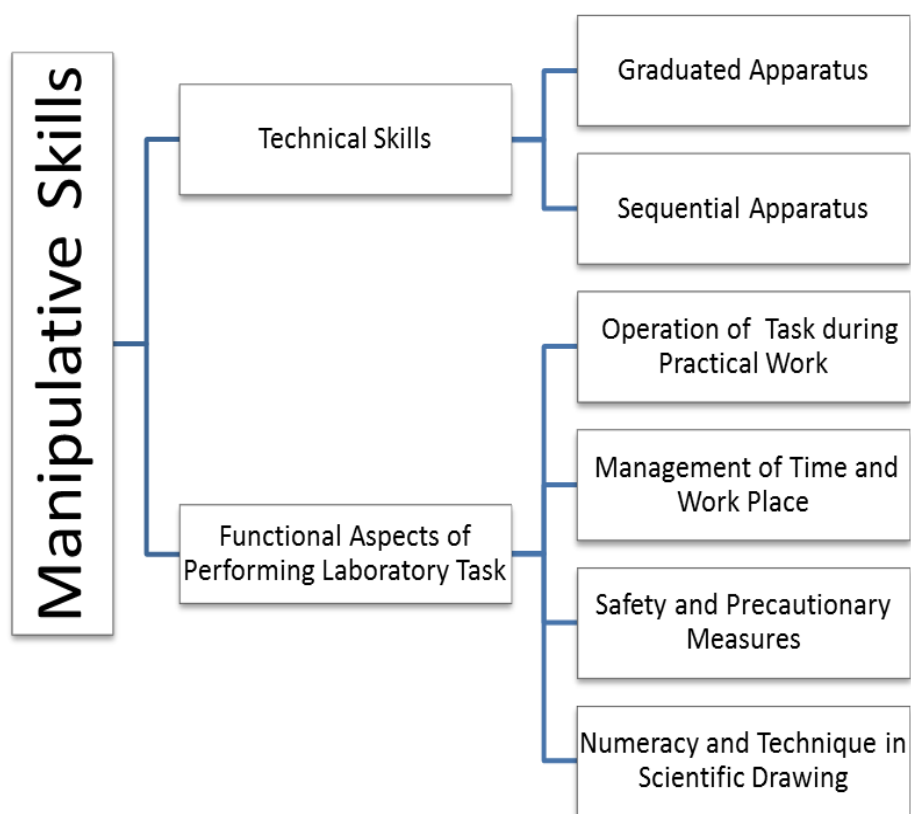 Manipulative Skills
Technical Skills
Graduated Apparatus
Sequential Apparatus
Functional Aspects of
Performing Laboratory Task
Operation of Task during
Practical Work
Management of Time and
Work Place
Safety and Precautionary
Measures
Numeracy and Technique in
Scientific Drawing